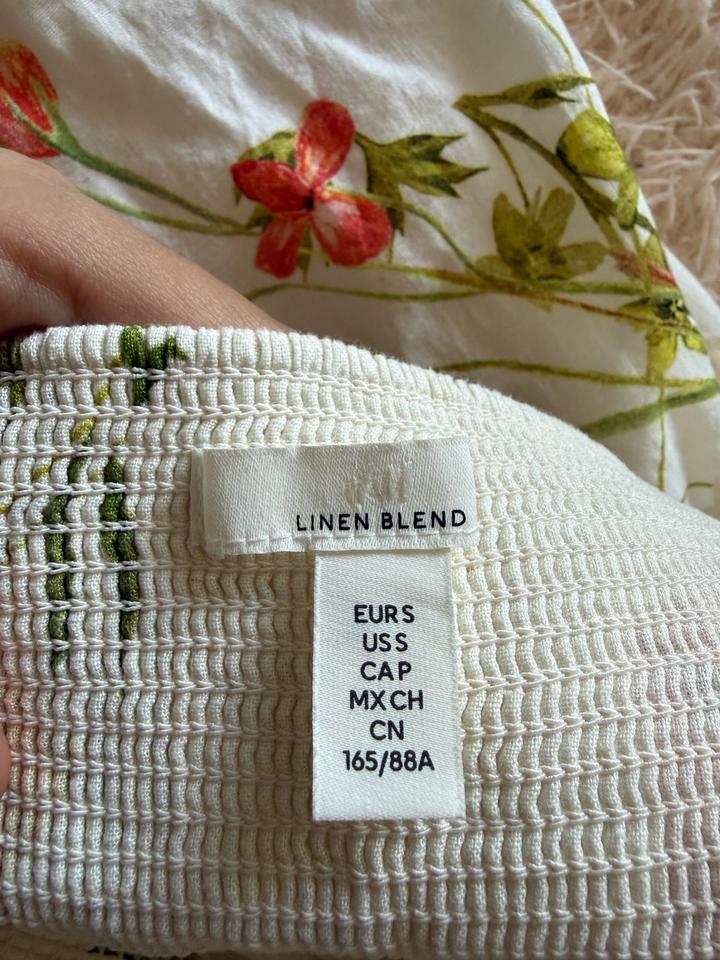 LINEN BLEND
EUR S
US S
CA P
MX CH
CN
165/88A